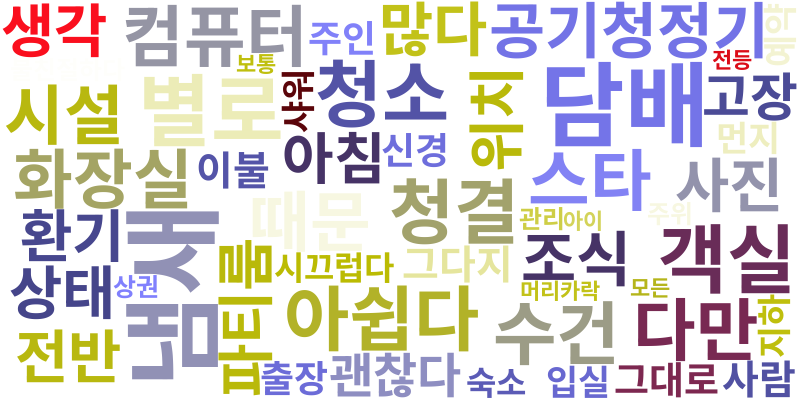 생각
컴퓨터
주인
많다
공기청정기
예약
보통
전등
시설
별로
샤워
청소
위치
담배
고장
먼지
화장실
이불
아침
신경
스타
사진
환기
냄새
때문
청결
관리
아이
주위
상태
상권
파티룸
시끄럽다
그다지
조식
객실
머리카락
모든
전반
아쉽다
수건
다만
지하
출장
괜찮다
숙소
입실
그대로
사람